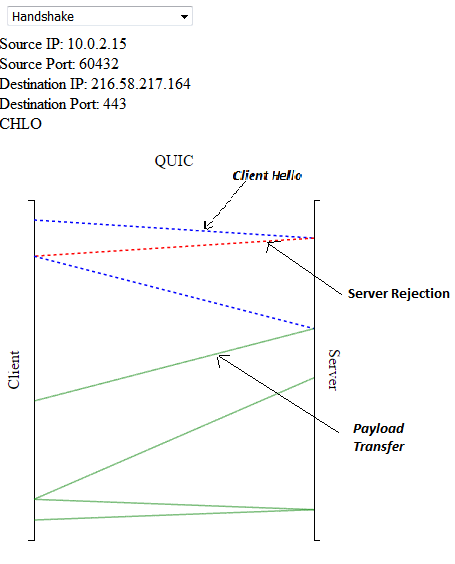 Handshake
Source IP: 10.0.2.15
Source Port: 60432
Destination IP: 216.58.217.164
Destination Port: 443
CHLO
QUIC
Client Hello
Server Rejection
Client
Server
Payload
Transfer